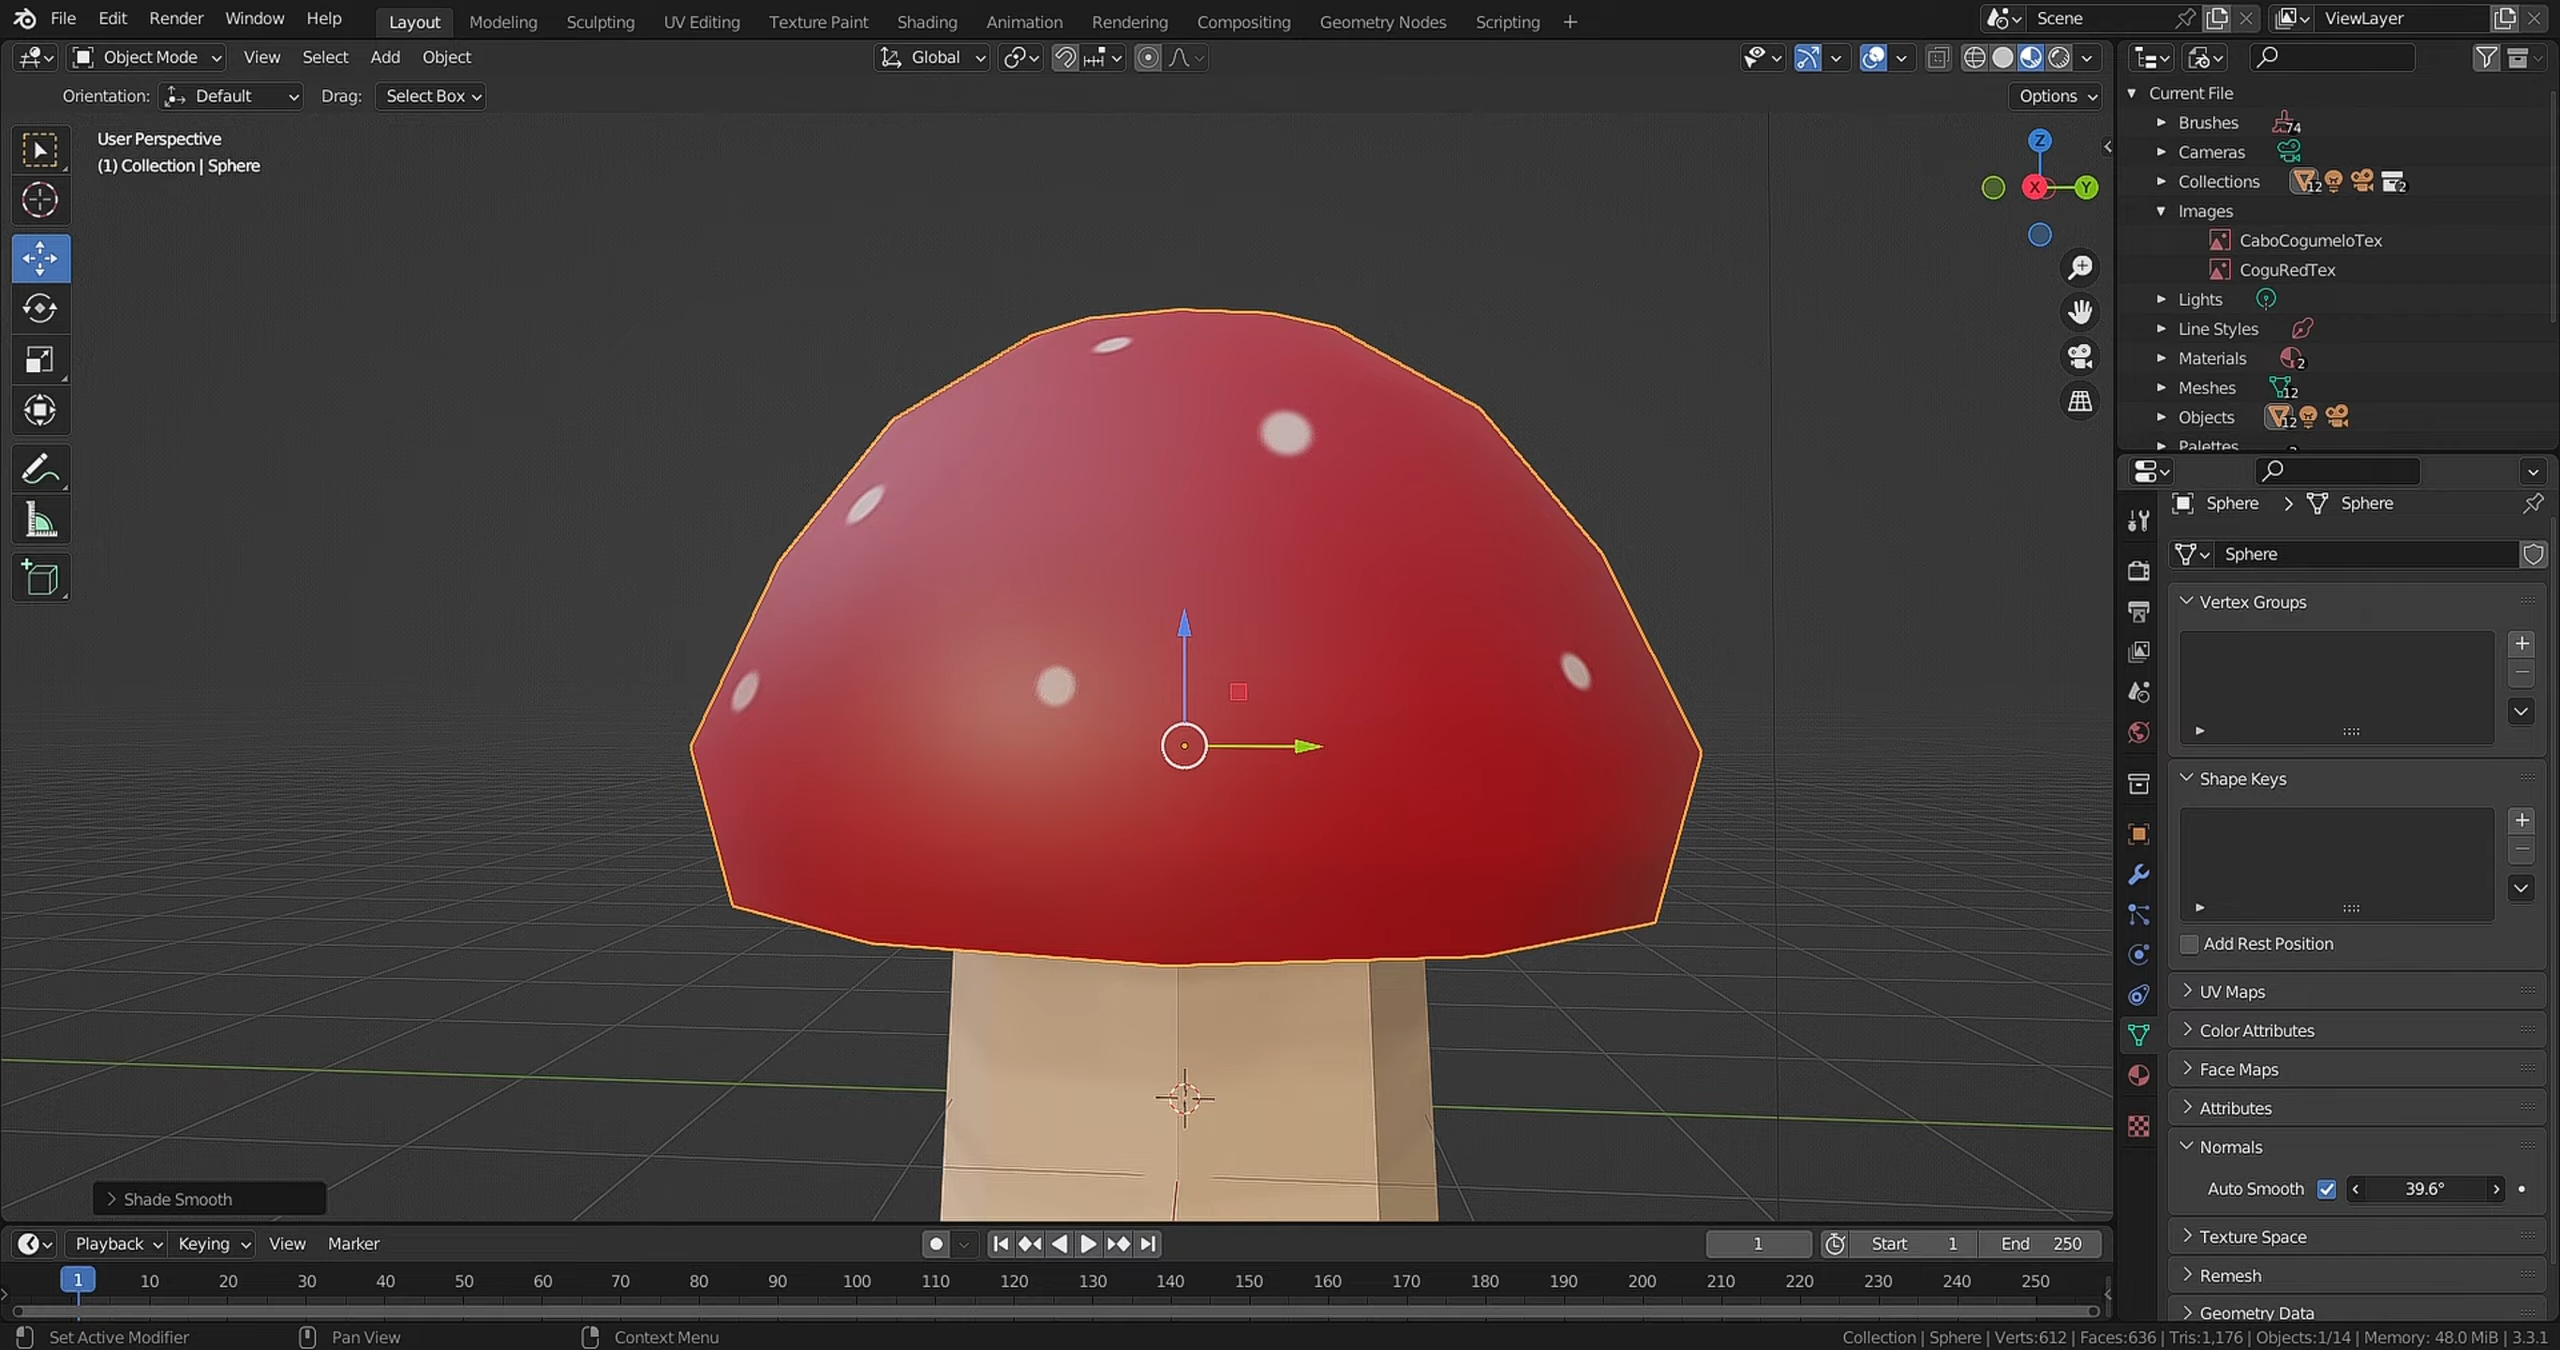 File Edit Render Window Help Layout Modeling Sculpting UV Editing Texture Paint Shading Animation Rendering Compositing Geometry Nodes Scripting + Scene ViewLayer
Object Mode View Select Add Object Global
Orientation: Default Drag: Select Box Options
User Perspective
(1) Collection | Sphere
Z
X Y
Current File
Brushes 74
Cameras
Collections 12 2
Images
CaboCogumeloTex
CoguRedTex
Lights
Line Styles
Materials 2
Meshes 12
Objects 12
Palettes
Sphere > Sphere
Sphere
Vertex Groups
Shape Keys
Add Rest Position
UV Maps
Color Attributes
Face Maps
Attributes
Normals
Auto Smooth 39.6°
Texture Space
Remesh
Geometry Data
Shade Smooth
Playback Keying View Marker 1 Start 1 End 250
1 10 20 30 40 50 60 70 80 90 100 110 120 130 140 150 160 170 180 190 200 210 220 230 240 250
Set Active Modifier Pan View Context Menu Collection | Sphere | Verts:612 | Faces:636 | Tris:1,176 | Objects:1/14 | Memory: 48.0 MiB | 3.3.1